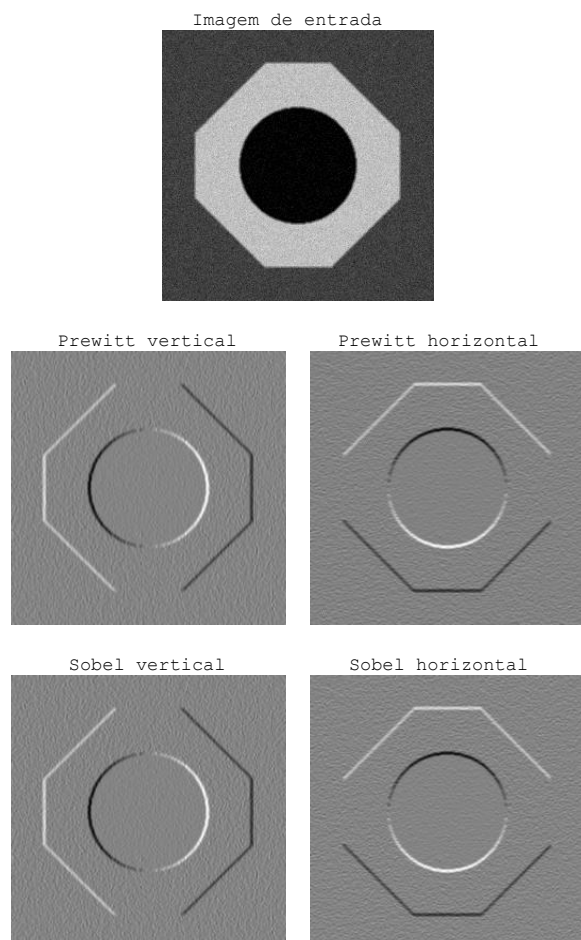 Imagem de entrada
Prewitt vertical
Prewitt horizontal
Sobel vertical
Sobel horizontal